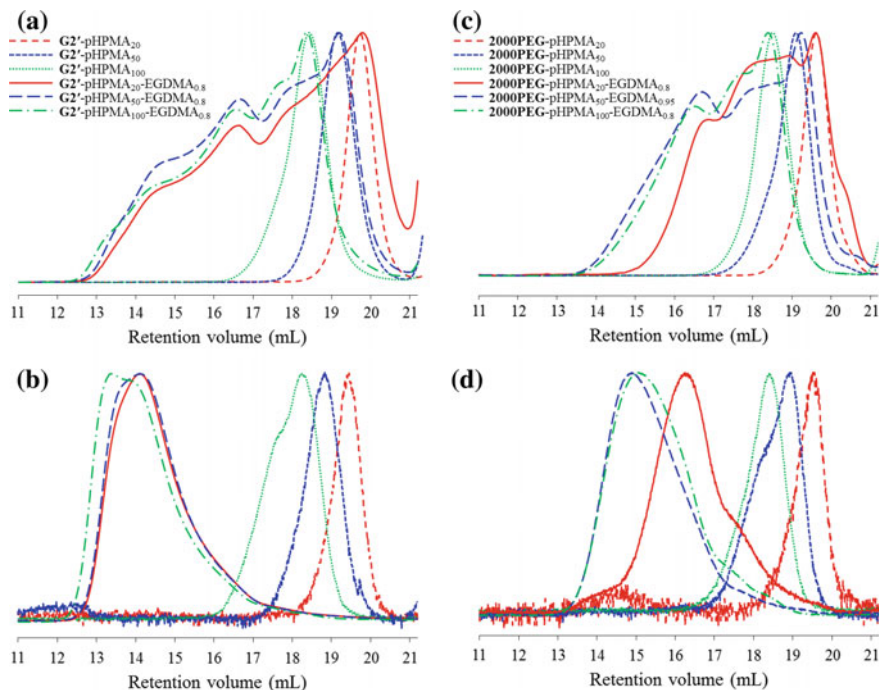 (a)
G2′-pHPMA20
G2′-pHPMA50
G2′-pHPMA100
G2′-pHPMA20-EGDMA0.8
G2′-pHPMA50-EGDMA0.8
G2′-pHPMA100-EGDMA0.8
11 12 13 14 15 16 17 18 19 20 21
Retention volume (mL)
(c)
2000PEG-pHPMA20
2000PEG-pHPMA50
2000PEG-pHPMA100
2000PEG-pHPMA20-EGDMA0.8
2000PEG-pHPMA50-EGDMA0.95
2000PEG-pHPMA100-EGDMA0.8
11 12 13 14 15 16 17 18 19 20 21
Retention volume (mL)
(b)
11 12 13 14 15 16 17 18 19 20 21
Retention volume (mL)
(d)
11 12 13 14 15 16 17 18 19 20 21
Retention volume (mL)